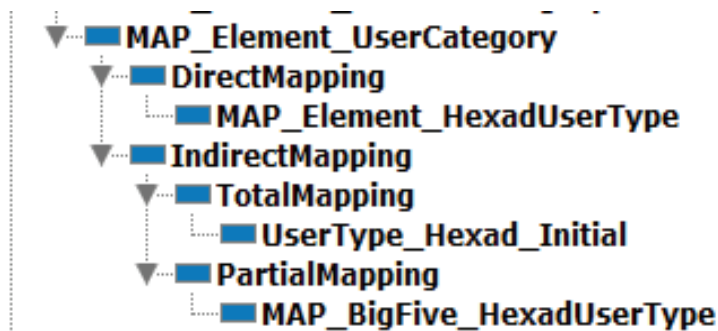 MAP_Element_UserCategory
DirectMapping
MAP_Element_HexadUserType
IndirectMapping
TotalMapping
UserType_Hexad_Initial
PartialMapping
MAP_BigFive_HexadUserType